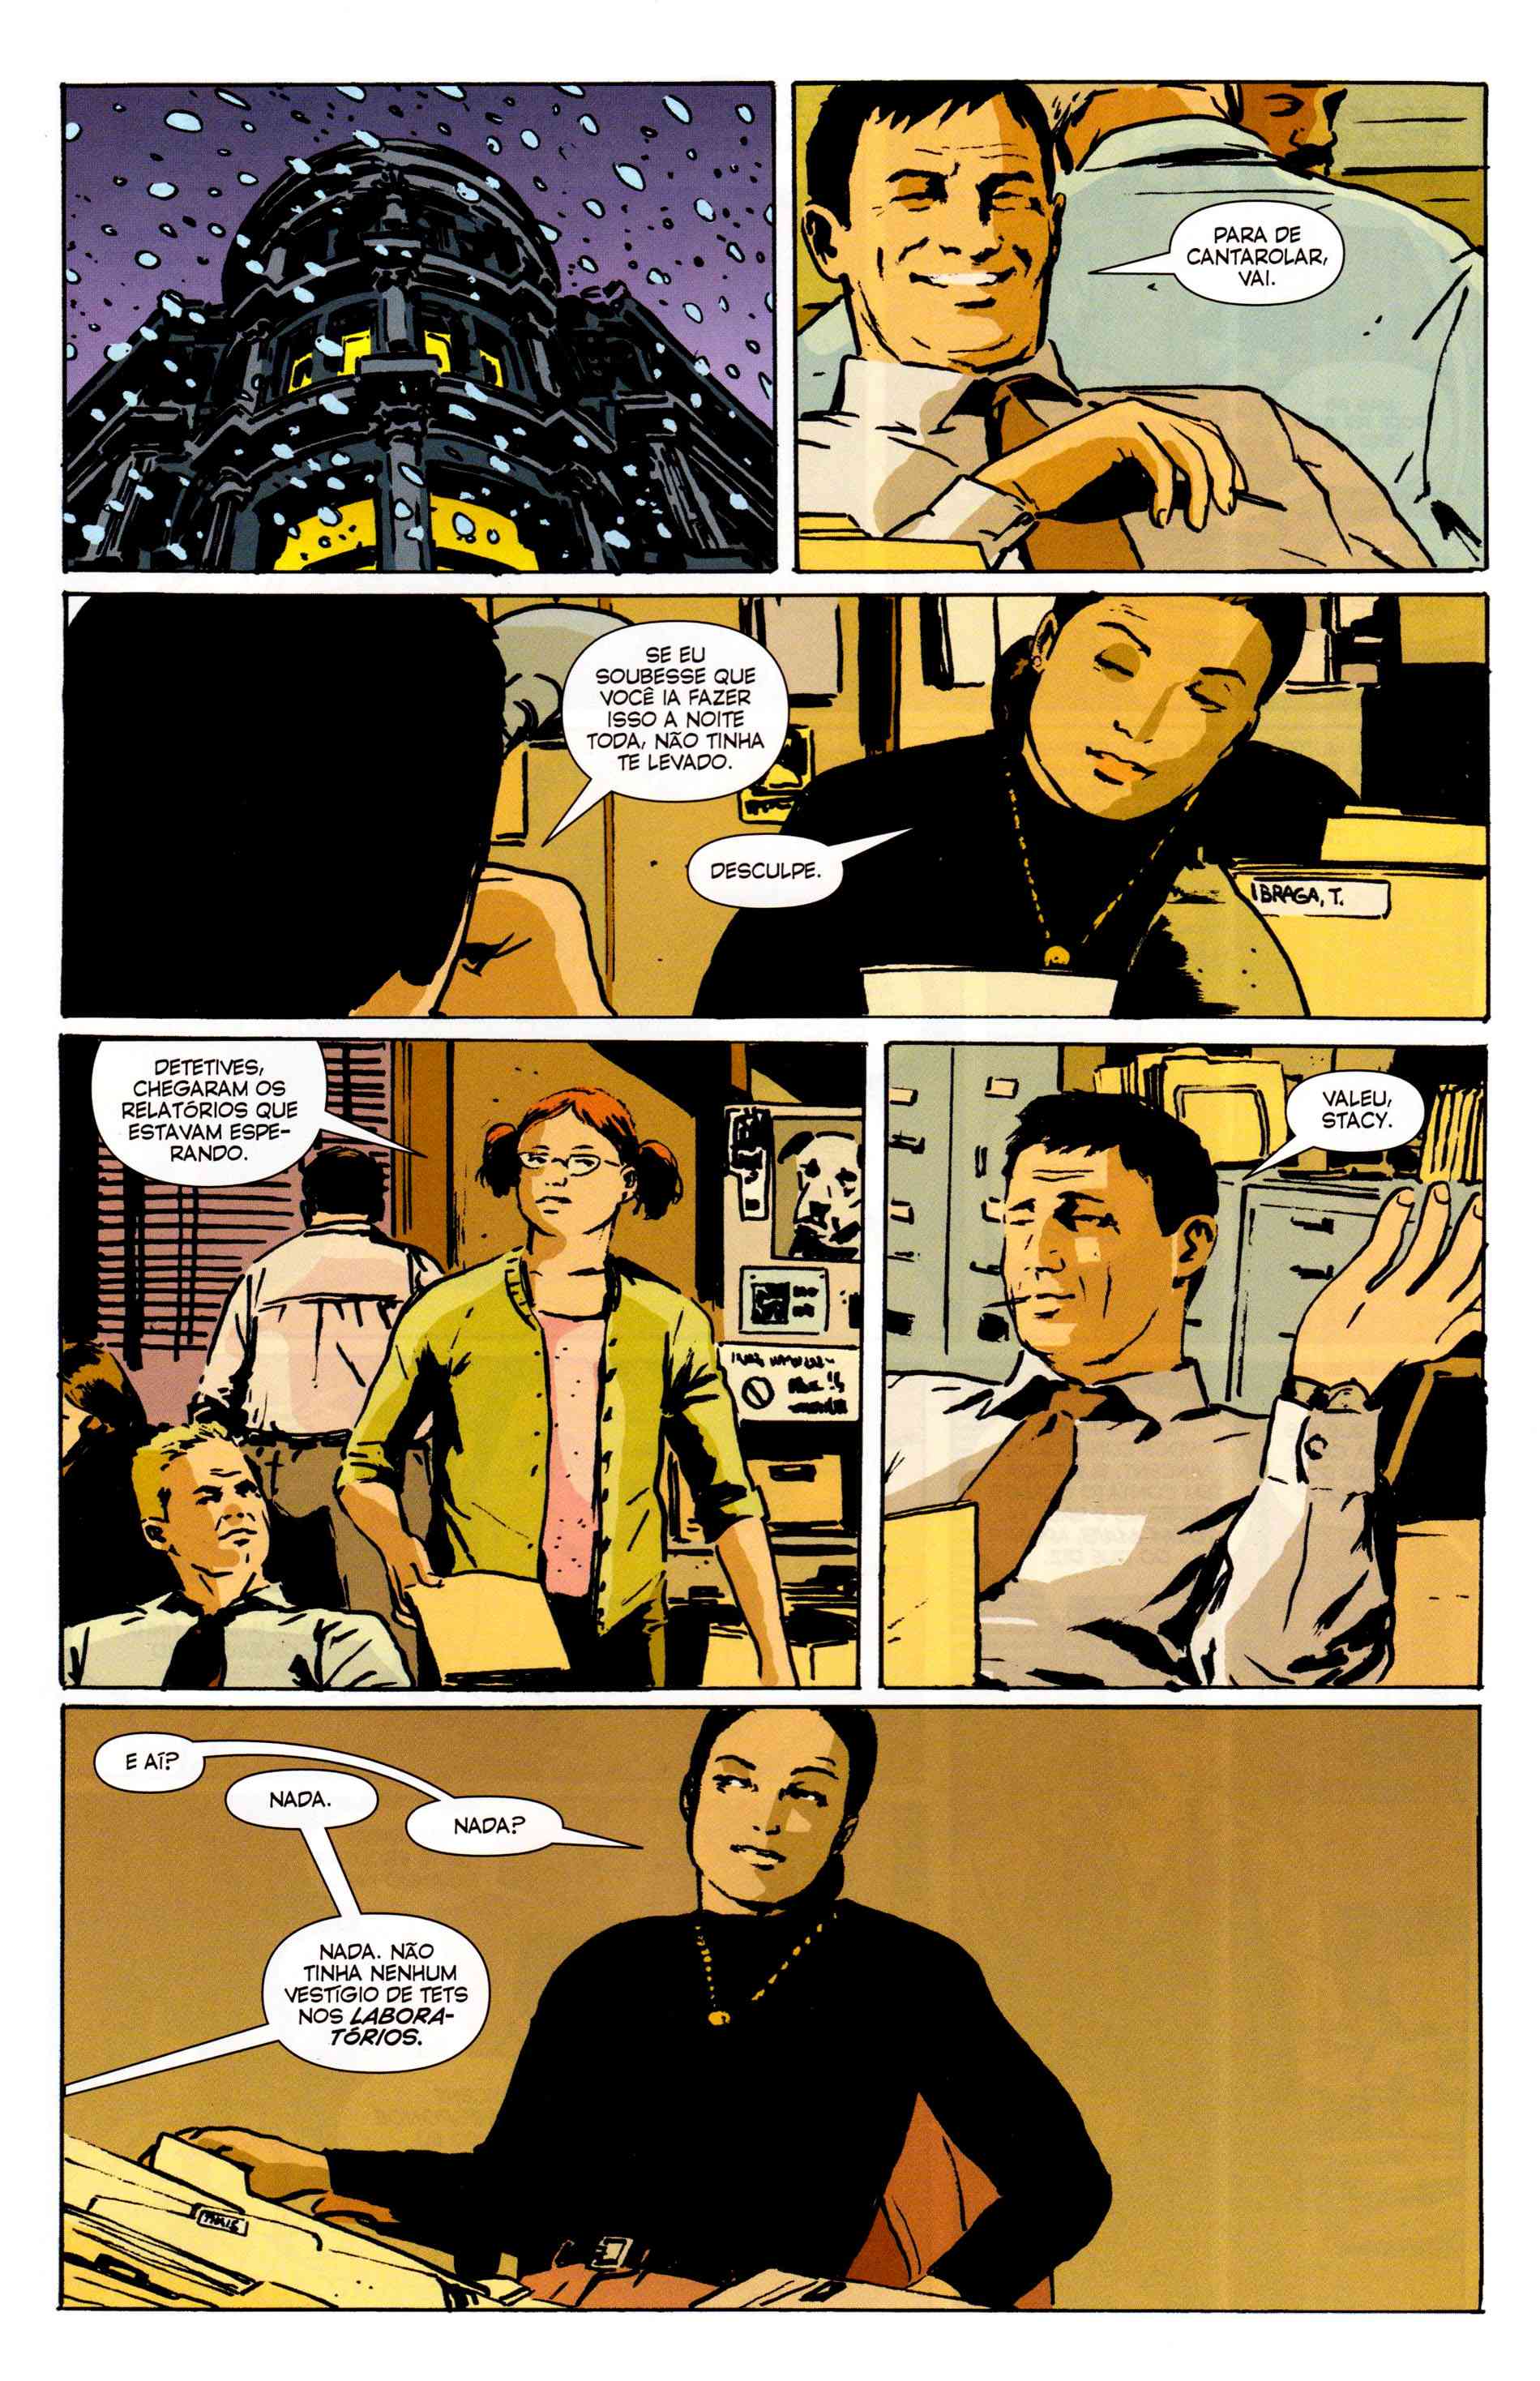 PARA DE
CANTAROLAR,
VAI.
SE EU
SOUBESSE QUE
VOCÊ IA FAZER
ISSO A NOITE
TODA, NÃO TINHA
TE LEVADO.
DESCULPE.
BRAGA, T.
DETETIVES,
CHEGARAM OS
RELATÓRIOS QUE
ESTAVAM ESPE-
RANDO.
VALEU,
STACY.
E AÍ?
NADA.
NADA?
NADA. NÃO
TINHA NENHUM
VESTÍGIO DE TETS
NOS LABORA-
TÓRIOS.